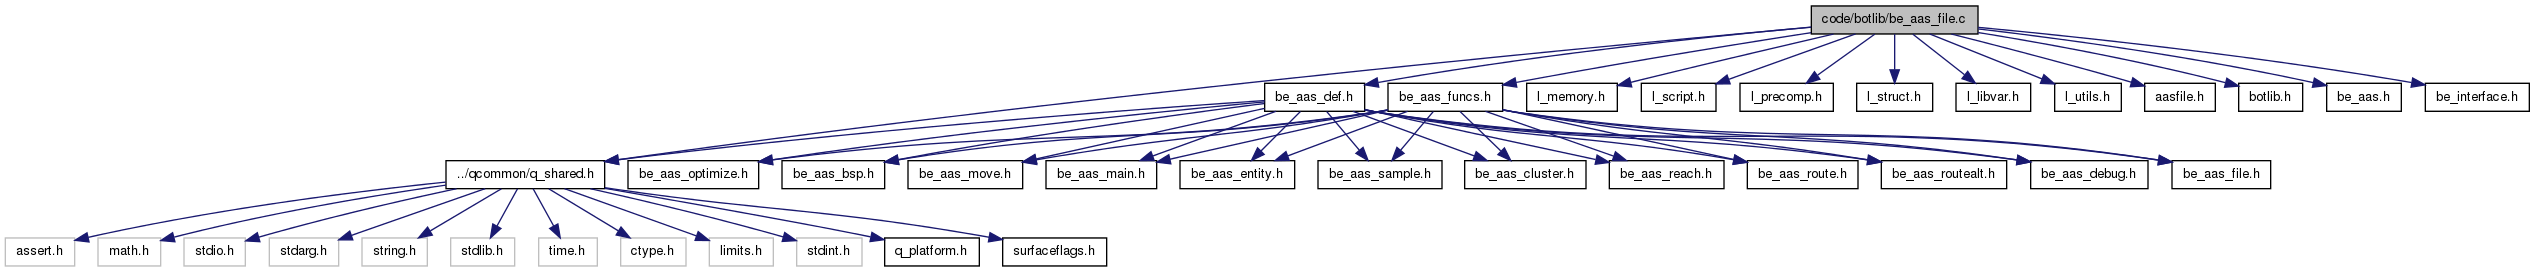 code/botlib/be_aas_file.c
be_aas_def.h
be_aas_funcs.h
l_memory.h
l_script.h
l_precomp.h
l_struct.h
l_libvar.h
l_utils.h
aasfile.h
botlib.h
be_aas.h
be_interface.h
../qcommon/q_shared.h
be_aas_optimize.h
be_aas_bsp.h
be_aas_move.h
be_aas_main.h
be_aas_entity.h
be_aas_sample.h
be_aas_cluster.h
be_aas_reach.h
be_aas_route.h
be_aas_routealt.h
be_aas_debug.h
be_aas_file.h
assert.h
math.h
stdio.h
stdarg.h
string.h
stdlib.h
time.h
ctype.h
limits.h
stdint.h
q_platform.h
surfaceflags.h